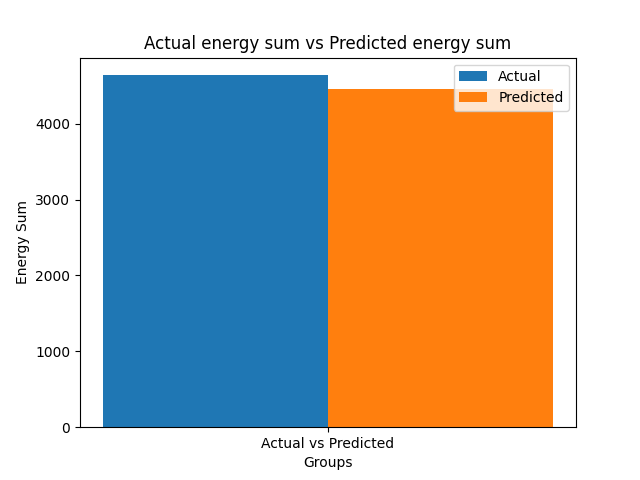 Actual energy sum vs Predicted energy sum
Actual
Predicted
Energy Sum
4000
3000
2000
1000
0
Actual vs Predicted
Groups